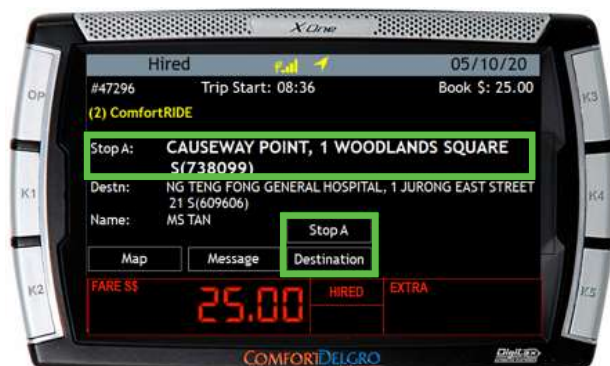 X One
Hired 05/10/20
#47296 Trip Start: 08:36 Book $: 25.00
(2) ComfortRIDE
Stop A: CAUSEWAY POINT, 1 WOODLANDS SQUARE
S(738099)
Destn: NG TENG FONG GENERAL HOSPITAL, 1 JURONG EAST STREET
21 S(609606)
Name: MS TAN
Stop A
Map Message Destination
FARE S$ 25.00 HIRED EXTRA
OP
K1
K2
K3
K4
K5
COMFORTDELGRO
Digitax